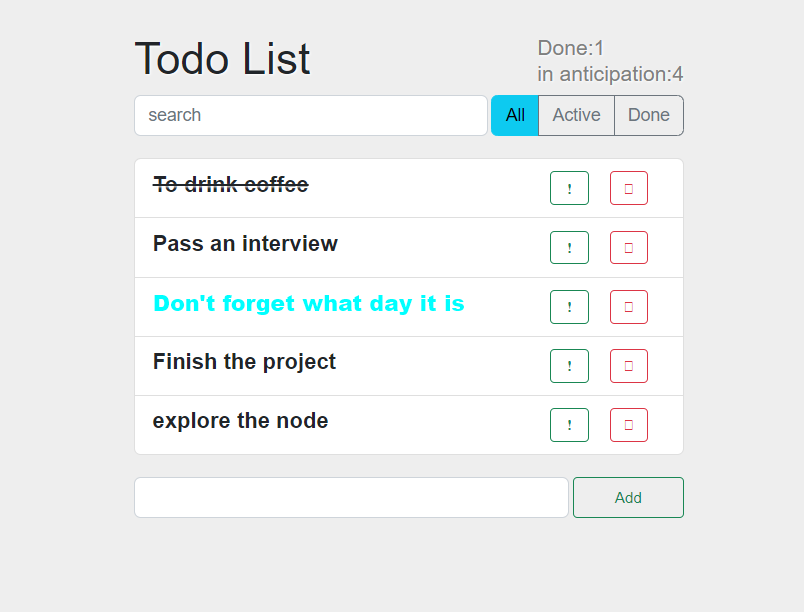 Todo List
Done:1
in anticipation:4
search
All Active Done
To drink coffee !
Pass an interview !
Don't forget what day it is !
Finish the project !
explore the node !
Add